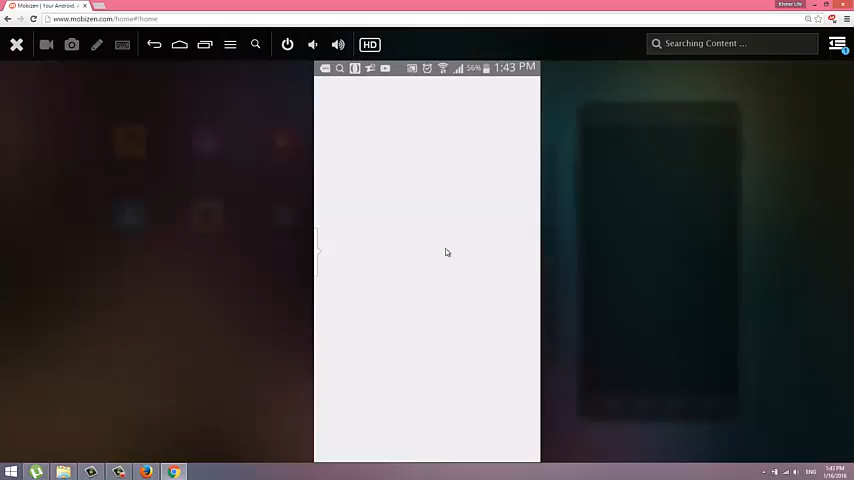 Mobizen | Your Android,
Khmer Life
www.mobizen.com/home#!home
HD
Searching Content ...
56%
1:43 PM
ENG
1:43 PM
1/16/2016